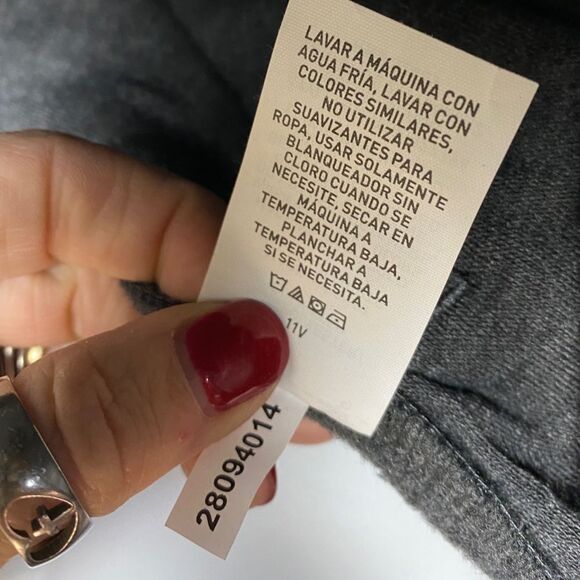 LAVAR A MÁQUINA CON
AGUA FRÍA, LAVAR CON
COLORES SIMILARES,
NO UTILIZAR
SUAVIZANTES PARA
ROPA, USAR SOLAMENTE
BLANQUEADOR SIN
CLORO CUANDO SE
NECESITE, SECAR EN
MÁQUINA A
TEMPERATURA BAJA,
PLANCHAR A
TEMPERATURA BAJA
SI SE NECESITA.
11V
28094014